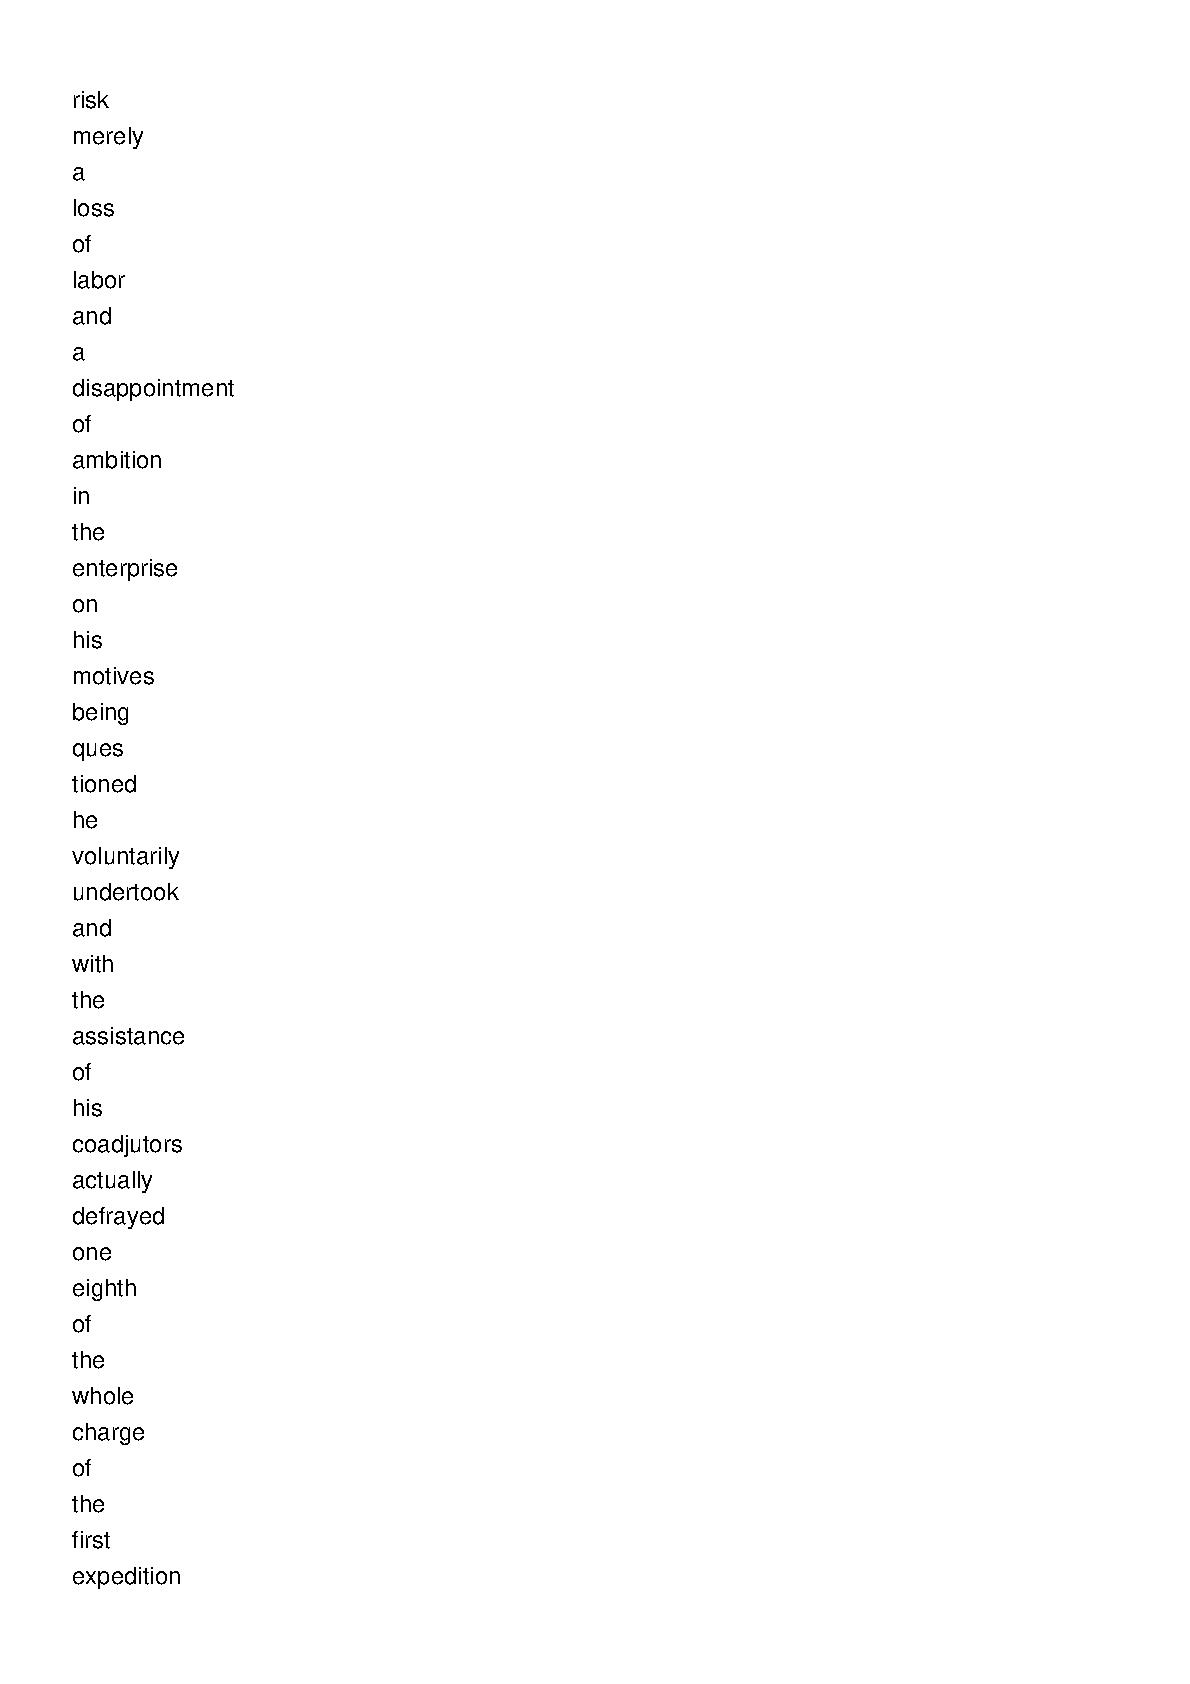 risk
merely
a
loss
of
labor
and
a
disappointment
of
ambition
in
the
enterprise
on
his
motives
being
ques
tioned
he
voluntarily
undertook
and
with
the
assistance
of
his
coadjutors
actually
defrayed
one
eighth
of
the
whole
charge
of
the
first
expedition